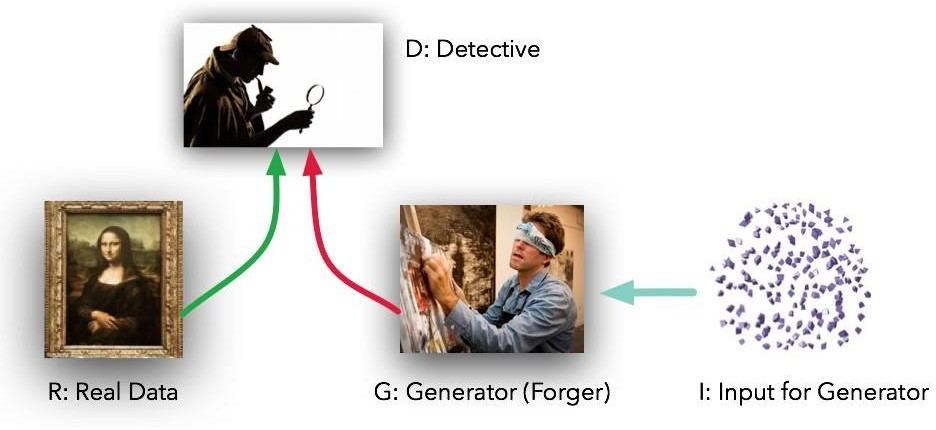 D: Detective
R: Real Data
G: Generator (Forger)
I: Input for Generator